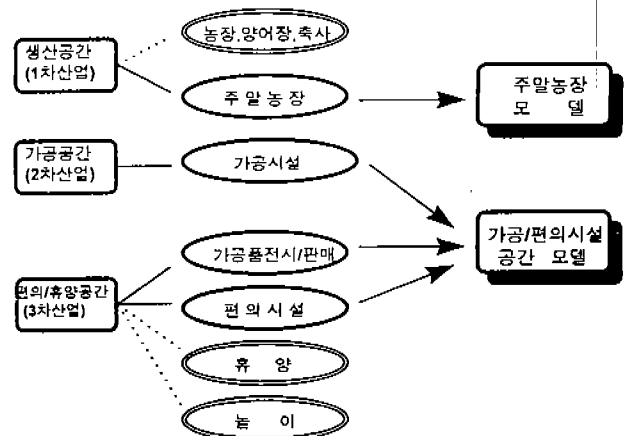 농장,양어장,축사
생산공간
(1차산업)
주 말 농 장
주말농장
모 델
가공공간
(2차산업)
가공시설
가공/편의시설
공간 모델
가공품전시/판매
편의/휴양공간
(3차산업)
편 의 시 설
휴 양
놀 이